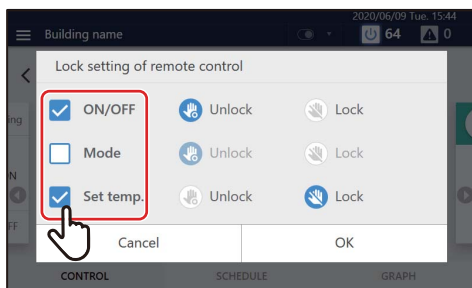 2020/06/09 Tue. 15:44
Building name
64
0
Lock setting of remote control
ON/OFF Unlock Lock
Mode Unlock Lock
Set temp. Unlock Lock
Cancel OK
CONTROL SCHEDULE GRAPH